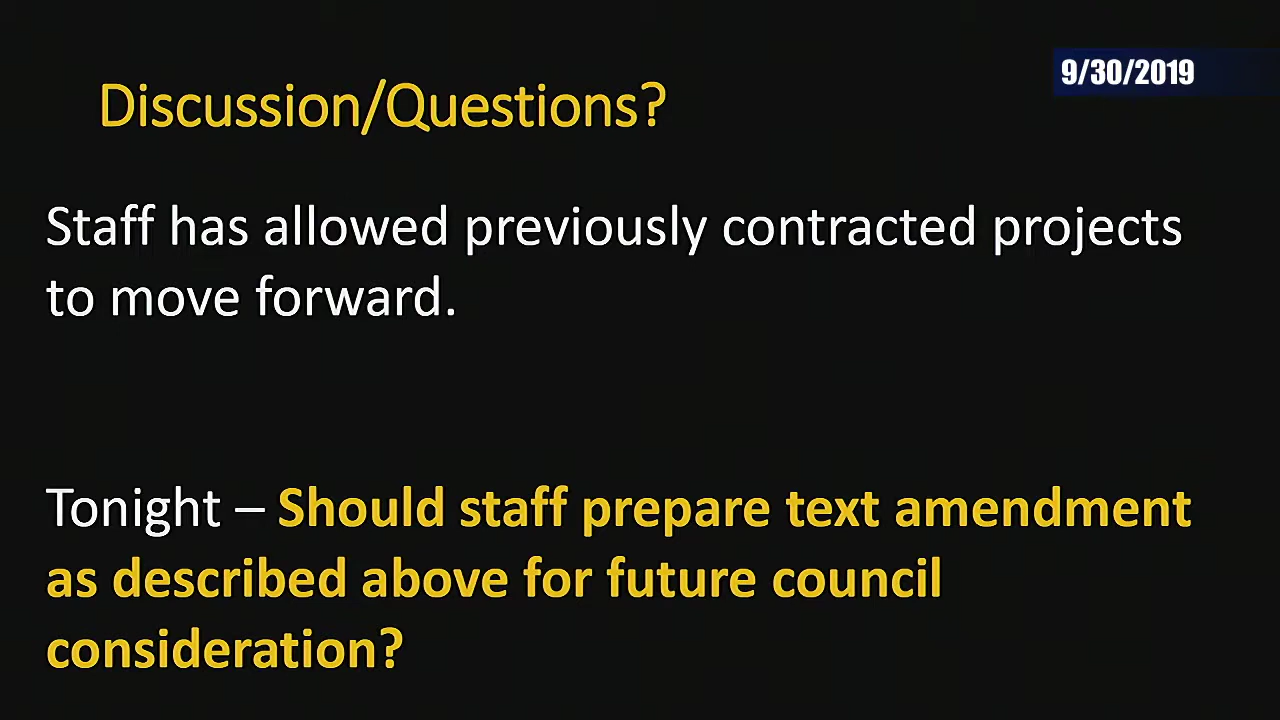 9/30/2019
Discussion/Questions?
Staff has allowed previously contracted projects
to move forward.
Tonight – Should staff prepare text amendment
as described above for future council
consideration?